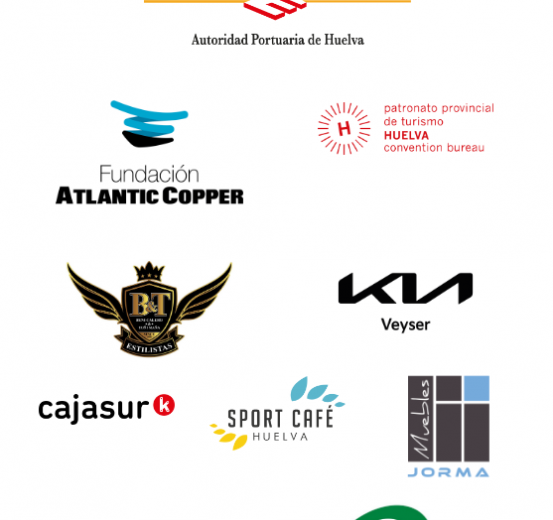 Autoridad Portuaria de Huelva
patronato provincial
de turismo
HUELVA
convention bureau
H
Fundación
ATLANTIC COPPER
B&T
ESTILISTAS
KIA
Veyser
cajasur k
SPORT CAFÉ
HUELVA
Muebles
JORMA